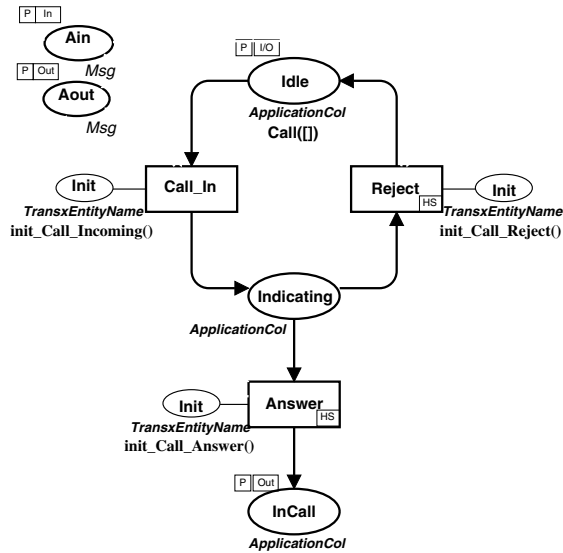 P In
Ain
Msg
P Out
Aout
Msg
P I/O
Idle
ApplicationCol
Call([])
Init
Call_In
TransxEntityName
init_Call_Incoming()
Reject
HS
Init
TransxEntityName
init_Call_Reject()
Indicating
ApplicationCol
Init
Answer
HS
TransxEntityName
init_Call_Answer()
P Out
InCall
ApplicationCol